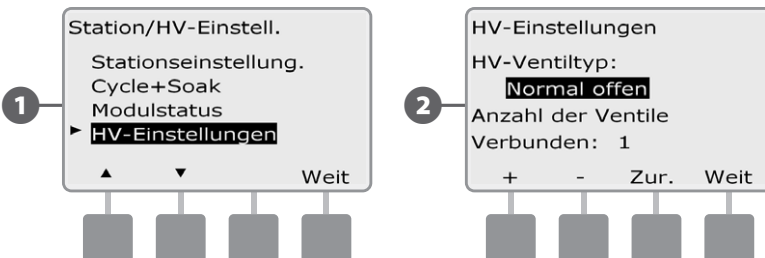 1
Station/HV-Einstell.
Stationseinstellung.
Cycle+Soak
Modulstatus
► HV-Einstellungen
▲ ▼ Weit
2
HV-Einstellungen
HV-Ventiltyp:
Normal offen
Anzahl der Ventile
Verbunden: 1
+ - Zur. Weit